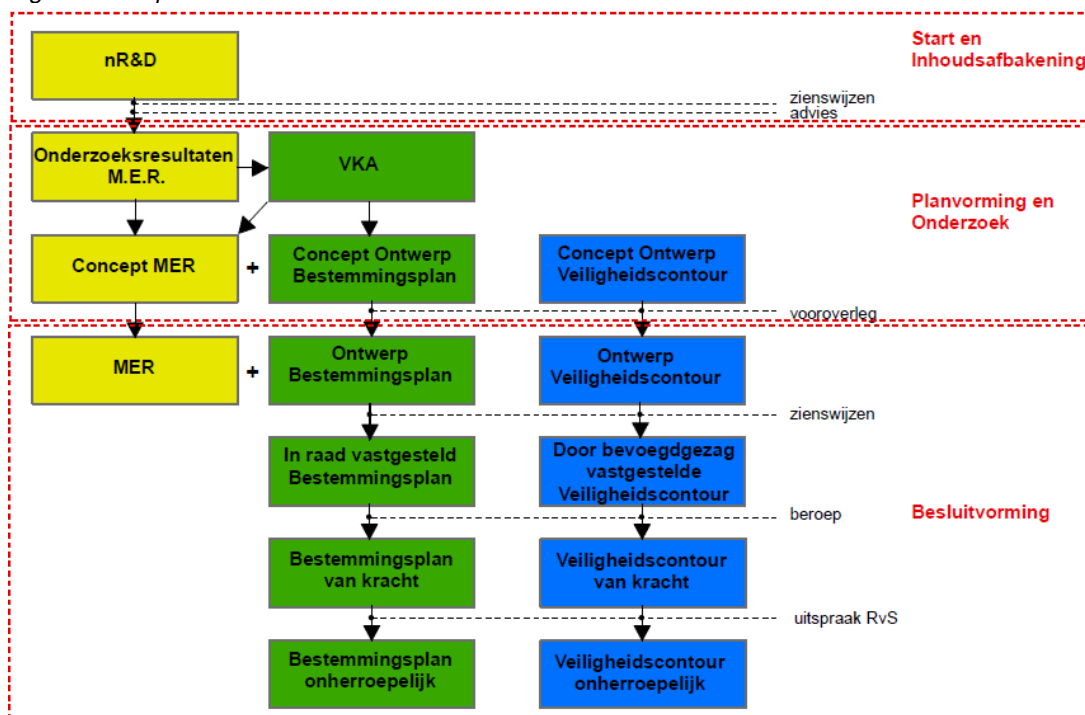 nR&D
Start en
Inhoudsafbakening
zienswijzen
advies
Onderzoeksresultaten
M.E.R.
VKA
Planvorming en
Onderzoek
Concept MER
+
Concept Ontwerp
Bestemmingsplan
Concept Ontwerp
Veiligheidscontour
vooroverleg
MER
+
Ontwerp
Bestemmingsplan
Ontwerp
Veiligheidscontour
zienswijzen
In raad vastgesteld
Bestemmingsplan
Door bevoegdgezag
vastgestelde
Veiligheidscontour
beroep
Besluitvorming
Bestemmingsplan
van kracht
Veiligheidscontour
van kracht
uitspraak RvS
Bestemmingsplan
onherroepelijk
Veiligheidscontour
onherroepelijk